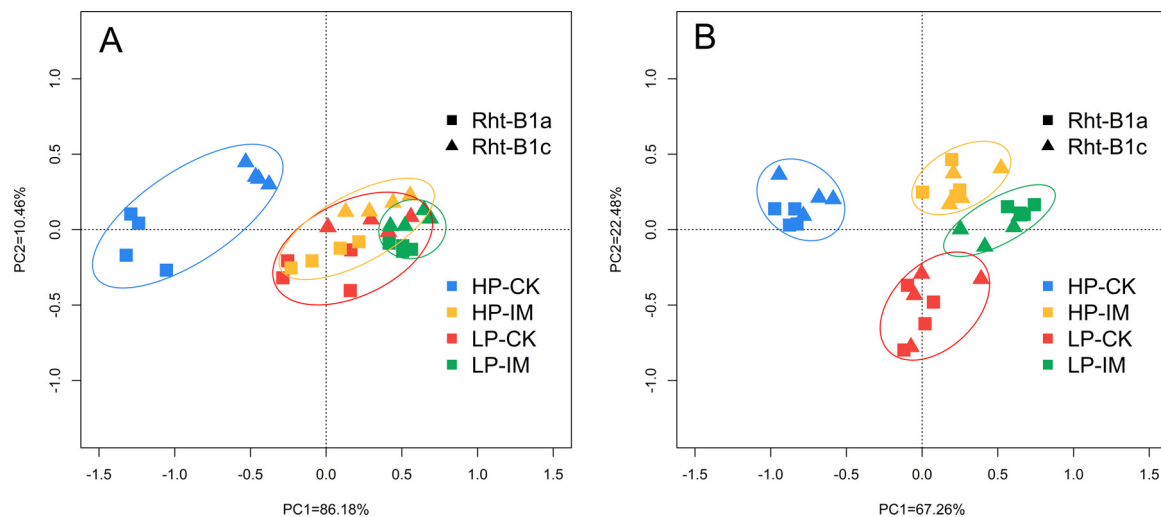 A
Rht-B1a
Rht-B1c
HP-CK
HP-IM
LP-CK
LP-IM
1.0
0.5
0.0
-0.5
-1.0
PC2=10.46%
-1.5
-1.0
-0.5
0.0
0.5
1.0
1.5
PC1=86.18%
B
Rht-B1a
Rht-B1c
HP-CK
HP-IM
LP-CK
LP-IM
1.0
0.5
0.0
-0.5
-1.0
PC2=22.48%
-1.5
-1.0
-0.5
0.0
0.5
1.0
1.5
PC1=67.26%